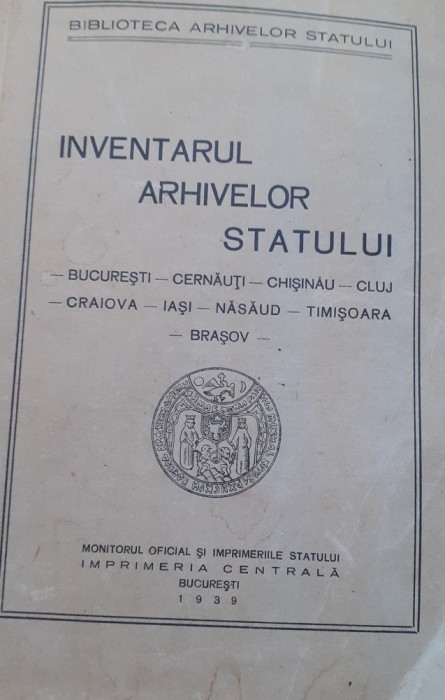 BIBLIOTECA ARHIVELOR STATULUI
INVENTARUL
ARHIVELOR
STATULUI
— BUCUREŞTI — CERNĂUŢI — CHIŞINĂU — CLUJ
— CRAIOVA — IAŞI — NĂSĂUD — TIMIŞOARA
— BRAŞOV —
MONITORUL OFICIAL ŞI IMPRIMERIILE STATULUI
IMPRIMERIA CENTRALĂ
BUCUREŞTI
1939